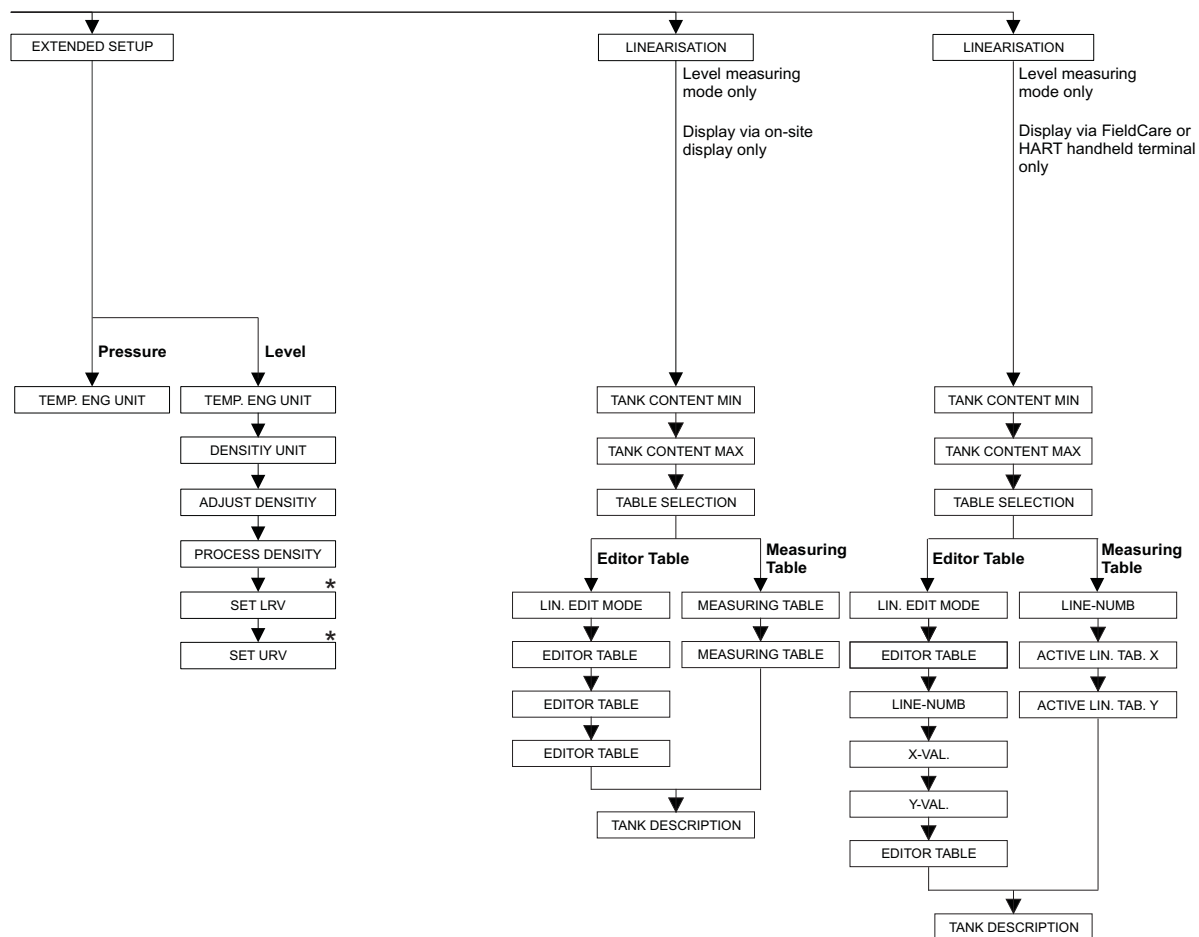 EXTENDED SETUP
LINEARISATION
LINEARISATION
Level measuring
mode only
Display via on-site
display only
Level measuring
mode only
Display via FieldCare or
HART handheld terminal
only
Pressure
Level
TEMP. ENG UNIT
TEMP. ENG UNIT
DENSITIY UNIT
ADJUST DENSITIY
PROCESS DENSITY
*
SET LRV
*
SET URV
TANK CONTENT MIN
TANK CONTENT MAX
TABLE SELECTION
Editor Table
Measuring
Table
LIN. EDIT MODE
EDITOR TABLE
EDITOR TABLE
EDITOR TABLE
MEASURING TABLE
MEASURING TABLE
TANK DESCRIPTION
TANK CONTENT MIN
TANK CONTENT MAX
TABLE SELECTION
Editor Table
Measuring
Table
LIN. EDIT MODE
EDITOR TABLE
LINE-NUMB
X-VAL.
Y-VAL.
EDITOR TABLE
LINE-NUMB
ACTIVE LIN. TAB. X
ACTIVE LIN. TAB. Y
TANK DESCRIPTION